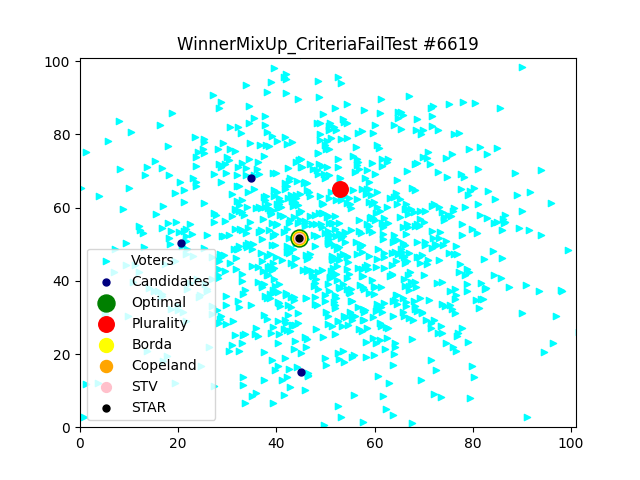 WinnerMixUp_CriteriaFailTest #6619
100
80
60
40
20
0
Voters
Candidates
Optimal
Plurality
Borda
Copeland
STV
STAR
0 20 40 60 80 100